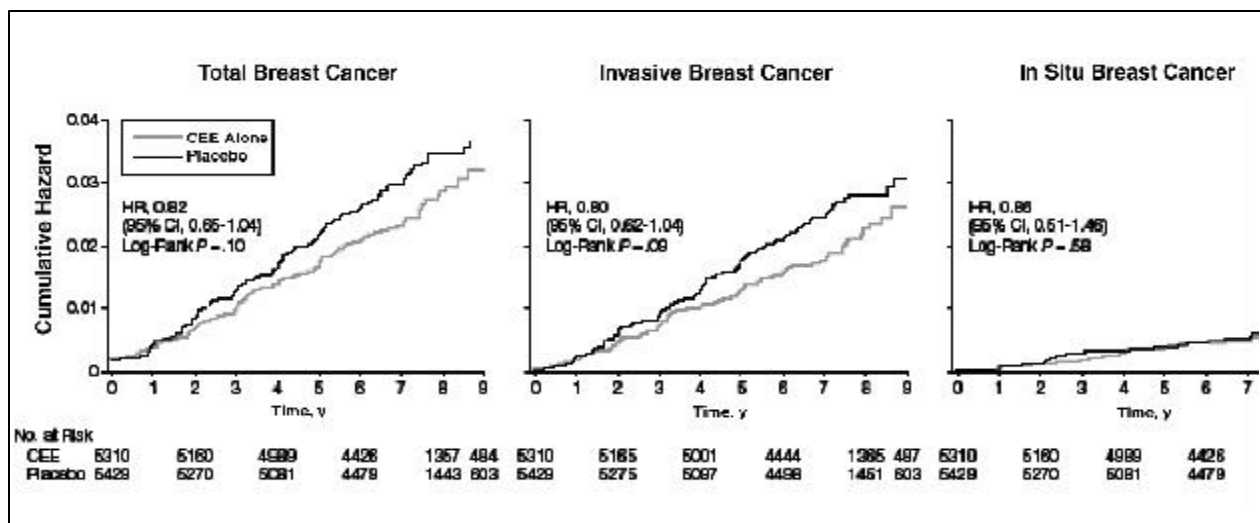 Total Breast Cancer
Invasive Breast Cancer
In Situ Breast Cancer
Cumulative Hazard
0.04
0.03
0.02
0.01
0
CEE Alone
Placebo
HR, 0.82
(95% CI, 0.65-1.04)
Log-Rank P = .10
HR, 0.80
(95% CI, 0.62-1.04)
Log-Rank P = .09
HR, 0.86
(95% CI, 0.51-1.46)
Log-Rank P = .58
0 1 2 3 4 5 6 7 8 9
0 1 2 3 4 5 6 7 8 9
0 1 2 3 4 5 6 7
Time, y
Time, y
Time, y
No. at Risk
CEE 5310 5160 4426 1357 484 5310 5165 5001 4444 497 5310 5160 4989 4426
Placebo 5429 5270 5081 4479 1443 603 5429 5275 5097 4498 1451 603 5429 5270 5081 4479